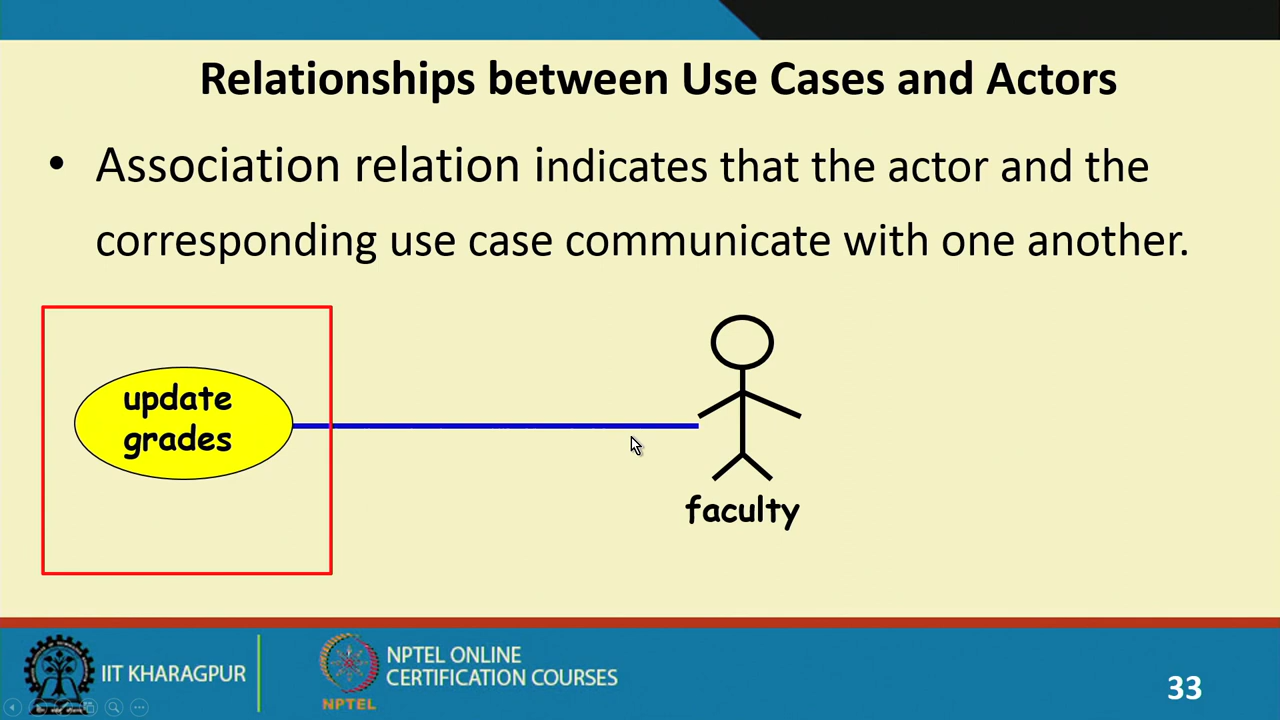 Relationships between Use Cases and Actors
• Association relation indicates that the actor and the
corresponding use case communicate with one another.
update
grades
faculty
IIT KHARAGPUR
NPTEL
NPTEL ONLINE
CERTIFICATION COURSES
33